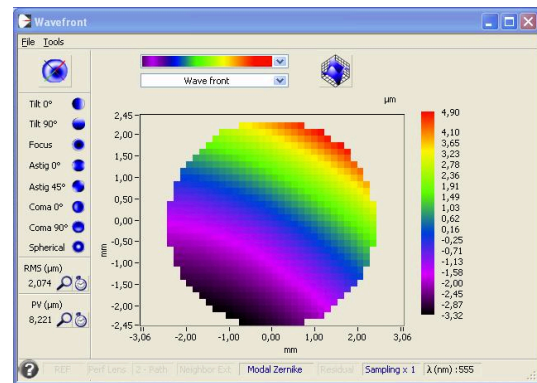 Wavefront
File Tools
Wave front
Tilt 0°
Tilt 90°
Focus
Astig 0°
Astig 45°
Coma 0°
Coma 90°
Spherical
RMS (µm)
2,074
PV (µm)
8,221
µm
2,45
2,00
1,50
1,00
0,50
0,00
-0,50
-1,00
-1,50
-2,00
-2,45
mm
-3,06 -2,00 -1,00 0,00 1,00 2,00 3,06
mm
4,90
4,10
3,65
3,23
2,78
2,36
1,91
1,49
1,03
0,62
0,16
-0,25
-0,71
-1,13
-1,58
-2,00
-2,45
-2,87
-3,32
REF Perf Lens Z - Path Neighbor Ext Modal Zernike Residual Sampling x 1 λ (nm) :555